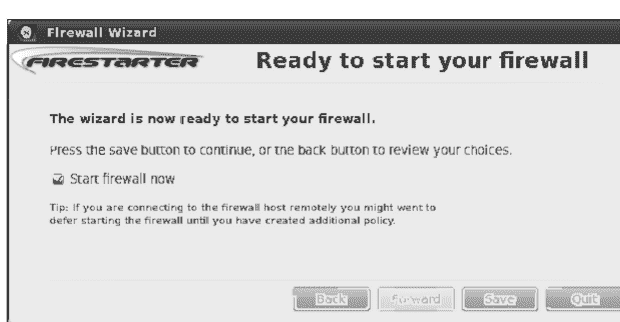 Firewall Wizard
FIRESTARTER
Ready to start your firewall
The wizard is now ready to start your firewall.
Press the save button to continue, or the back button to review your choices.
Start firewall now
Tip: If you are connecting to the firewall host remotely you might went to
defer starting the firewall until you have created additional policy.
Back
Forward
Save
Quit